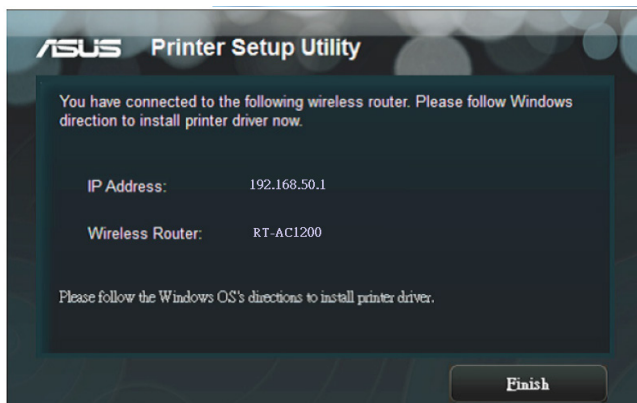 ASUS Printer Setup Utility
You have connected to the following wireless router. Please follow Windows
direction to install printer driver now.
IP Address: 192.168.50.1
Wireless Router: RT-AC1200
Please follow the Windows OS's directions to install printer driver.
Finish